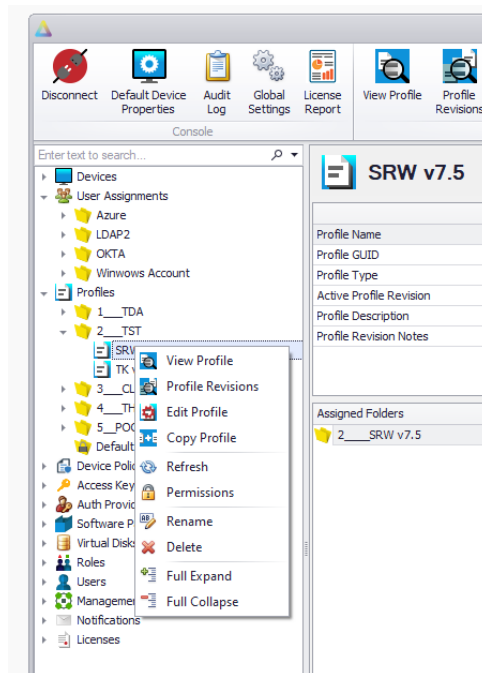 Disconnect
Default Device Properties
Audit Log
Global Settings
License Report
View Profile
Profile Revisions
Console
Enter text to search...
SRW v7.5
Devices
User Assignments
Azure
LDAP2
OKTA
Winwows Account
Profiles
1___TDA
2___TST
SRW
TK v
3___CL
4___TH
5_POC
Default
Device Polic
Access Key
Auth Provid
Software P
Virtual Disks
Roles
Users
Management
Notifications
Licenses
View Profile
Profile Revisions
Edit Profile
Copy Profile
Refresh
Permissions
Rename
Delete
Full Expand
Full Collapse
Profile Name
Profile GUID
Profile Type
Active Profile Revision
Profile Description
Profile Revision Notes
Assigned Folders
2____SRW v7.5